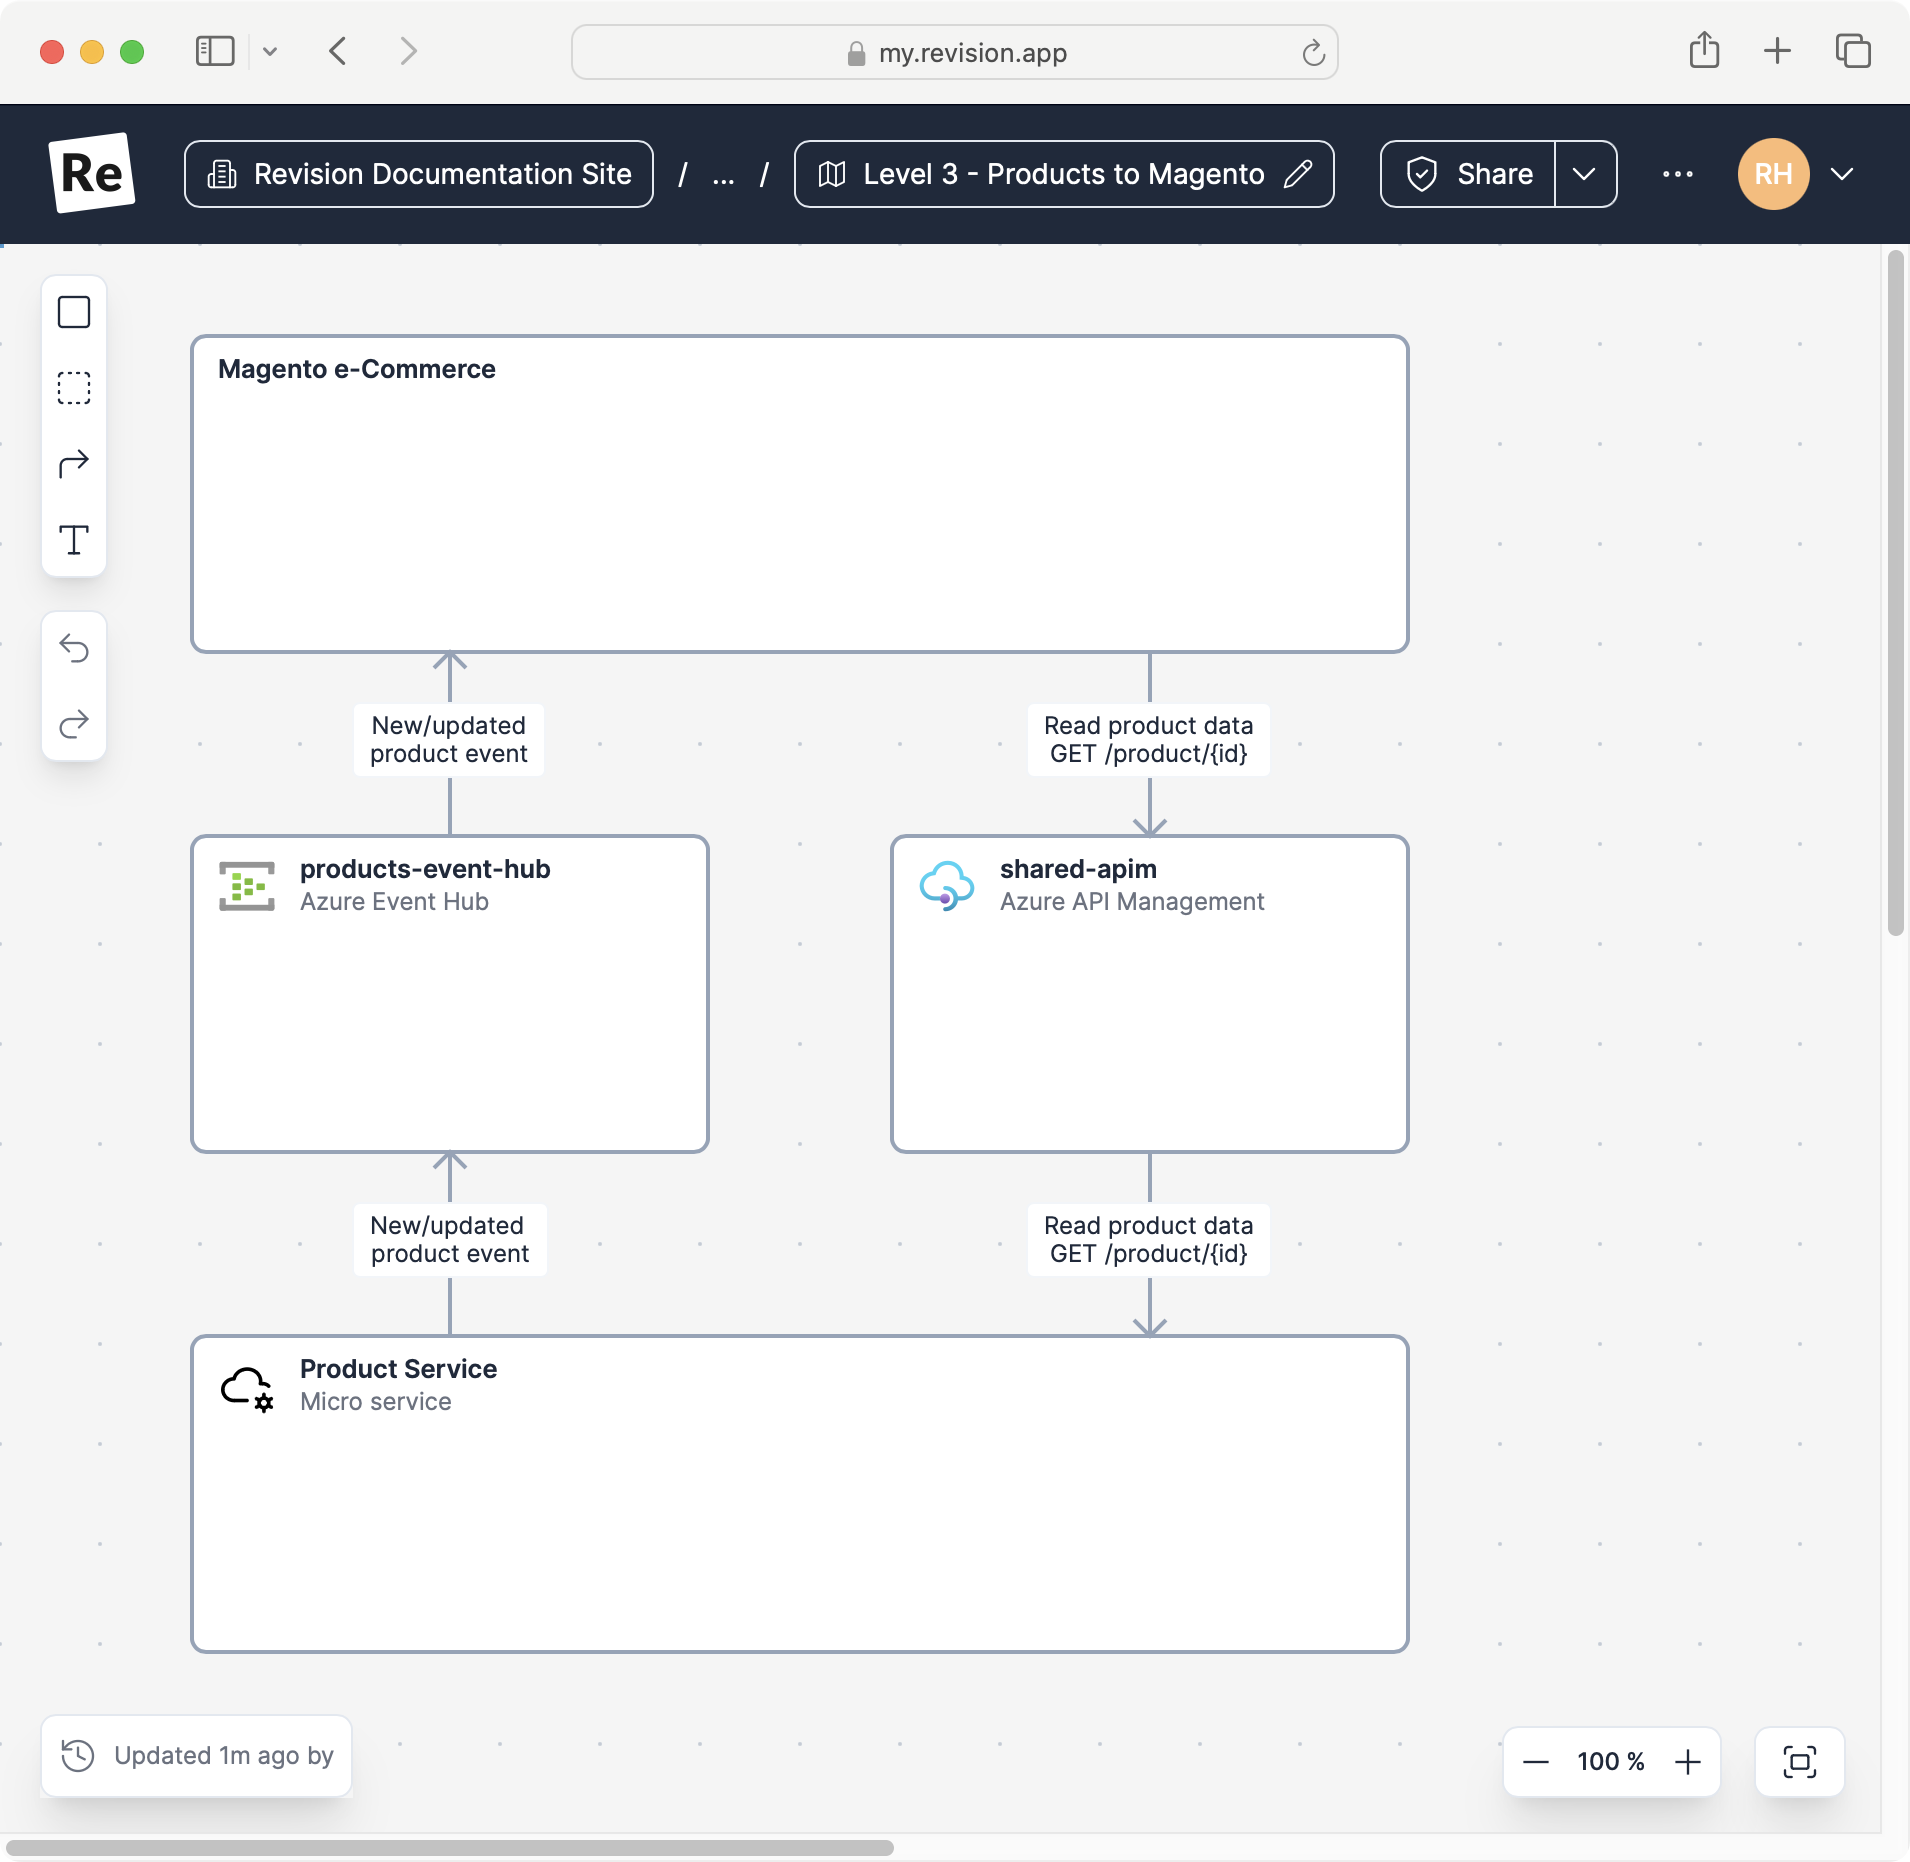 my.revision.app
Re
Revision Documentation Site / ... / Level 3 - Products to Magento
Share
RH
Magento e-Commerce
New/updated
product event
Read product data
GET /product/{id}
products-event-hub
Azure Event Hub
shared-apim
Azure API Management
New/updated
product event
Read product data
GET /product/{id}
Product Service
Micro service
Updated 1m ago by
100 %